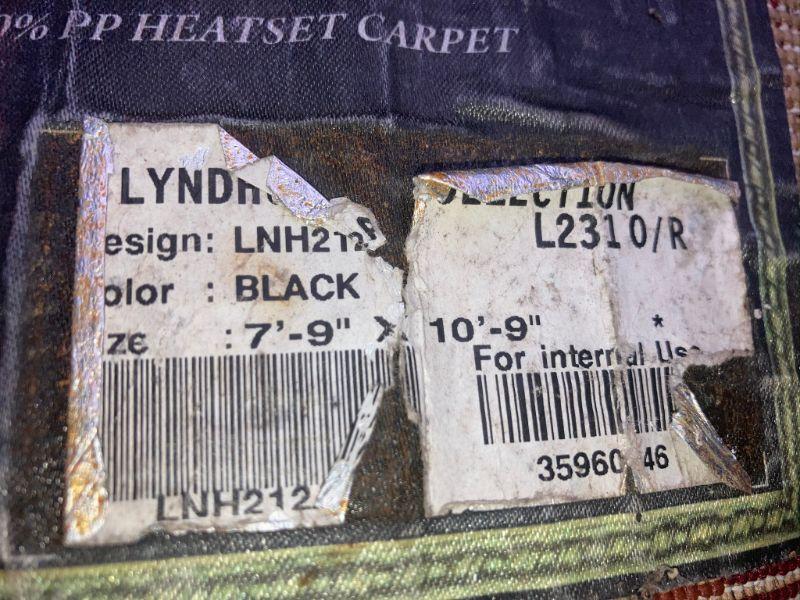 0% PP HEATSET CARPET
LYNDH
LECTION
L2310/R
esign: LNH212
olor : BLACK
ze : 7'-9" X 10'-9" *
For internal Use
LNH212
35960 46